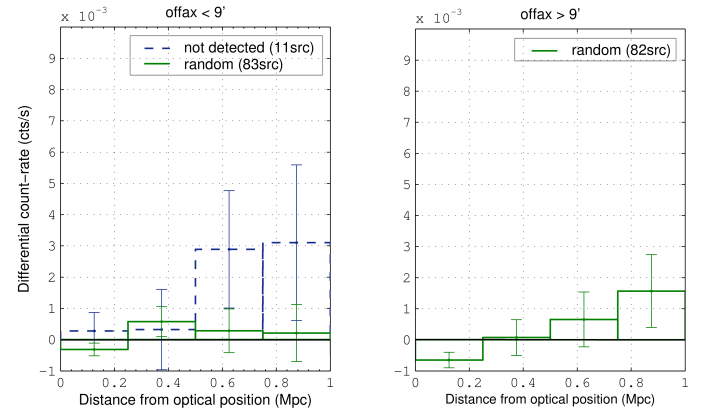 offax < 9'
x 10⁻³
not detected (11src)
random (83src)
9
8
7
6
5
4
3
2
1
0
−1
Differential count−rate (cts/s)
0 0.2 0.4 0.6 0.8 1
Distance from optical position (Mpc)
offax > 9'
x 10⁻³
random (82src)
9
8
7
6
5
4
3
2
1
0
−1
0 0.2 0.4 0.6 0.8 1
Distance from optical position (Mpc)